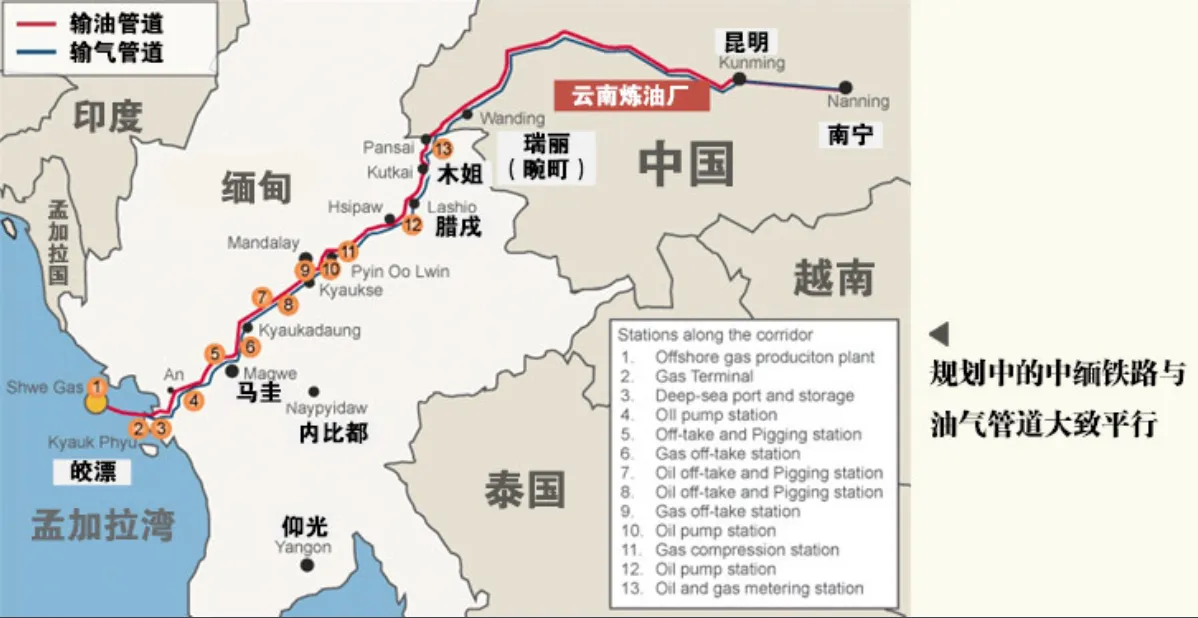 输油管道
输气管道
印度
孟加拉国
缅甸
中国
越南
泰国
孟加拉湾
昆明
Kunming
云南炼油厂
Nanning
南宁
Wanding
瑞丽
（畹町）
Pansai
13
木姐
Kutkai
Hsipaw
Lashio
12
腊戌
Mandalay
11
9
10
Pyin Oo Lwin
Kyaukse
7
8
Kyaukadaung
5
6
An
Magwe
马圭
4
Shwe Gas
1
2
3
Kyauk Phyu
皎漂
Naypyidaw
内比都
仰光
Yangon
Stations along the corridor
1. Offshore gas produciton plant
2. Gas Terminal
3. Deep-sea port and storage
4. Oll pump station
5. Off-take and Pigging station
6. Gas off-take station
7. Oil off-take and Pigging station
8. Oil off-take and Pigging station
9. Gas off-take station
10. Oil pump station
11. Gas compression station
12. Oil pump station
13. Oil and gas metering station
规划中的中缅铁路与
油气管道大致平行